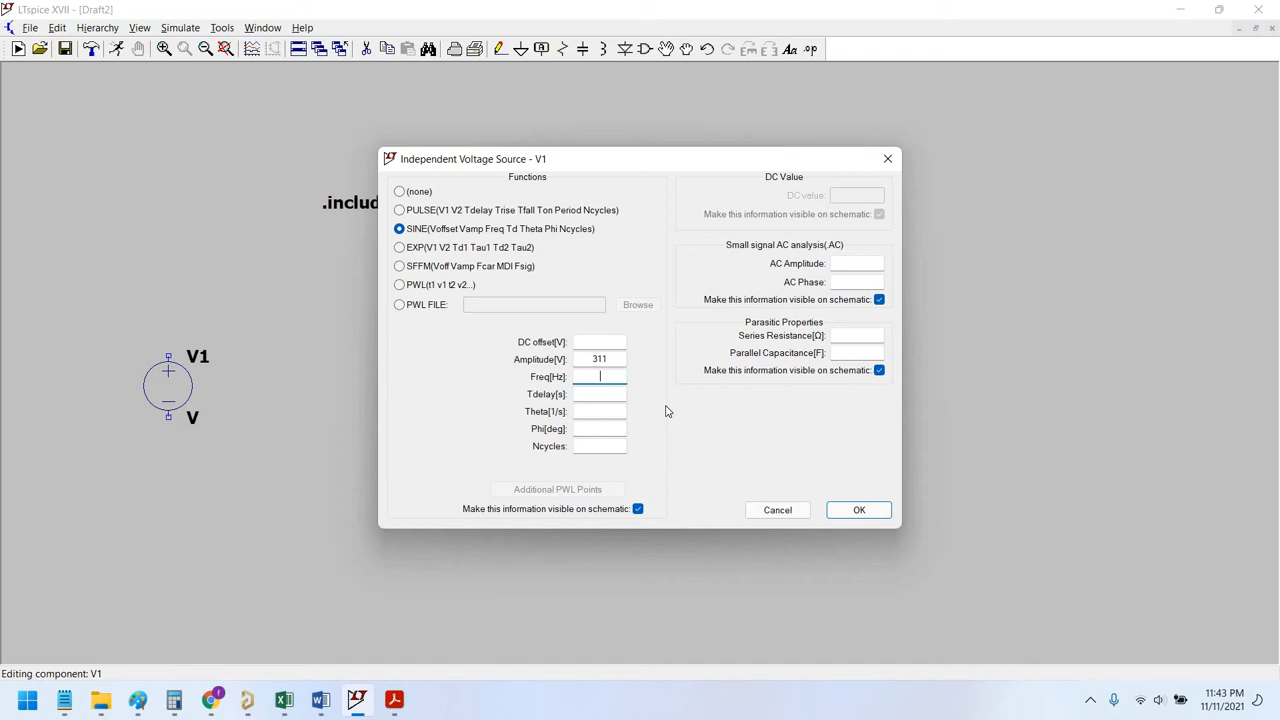 LTspice XVII - [Draft2]
File Edit Hierarchy View Simulate Tools Window Help
Independent Voltage Source - V1
Functions
(none)
PULSE(V1 V2 Tdelay Trise Tfall Ton Period Ncycles)
SINE(Voffset Vamp Freq Td Theta Phi Ncycles)
EXP(V1 V2 Td1 Tau1 Td2 Tau2)
SFFM(Voff Vamp Fcar MDI Fsig)
PWL(t1 v1 t2 v2...)
PWL FILE: Browse
DC offset[V]:
Amplitude[V]: 311
Freq[Hz]:
Tdelay[s]:
Theta[1/s]:
Phi[deg]:
Ncycles:
Additional PWL Points
Make this information visible on schematic:
DC Value
DC value:
Make this information visible on schematic:
Small signal AC analysis(.AC)
AC Amplitude:
AC Phase:
Make this information visible on schematic:
Parasitic Properties
Series Resistance[Ω]:
Parallel Capacitance[F]:
Make this information visible on schematic:
Cancel OK
.includ
V1
V
Editing component: V1
11:43 PM
11/11/2021